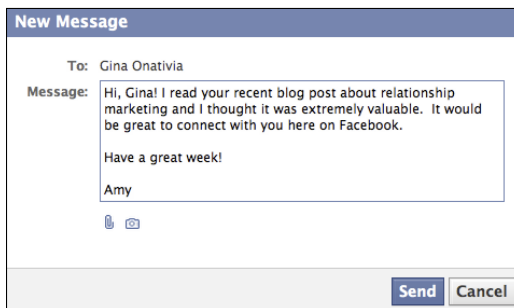 New Message
To: Gina Onativia
Message: Hi, Gina! I read your recent blog post about relationship
marketing and I thought it was extremely valuable.  It would
be great to connect with you here on Facebook.
Have a great week!
Amy
Send Cancel